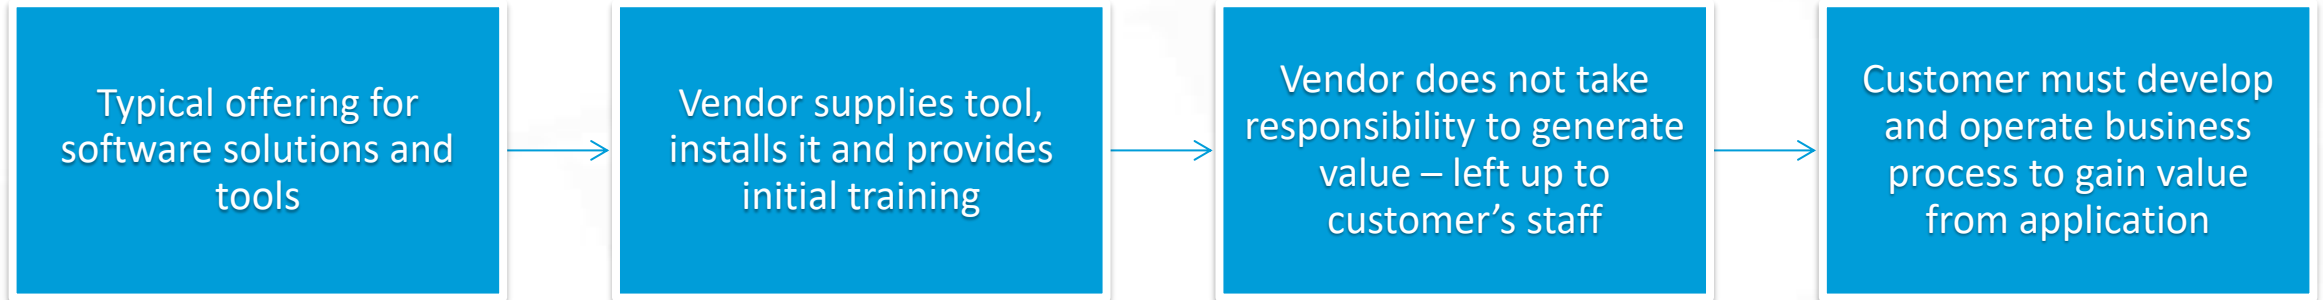 Typical offering for
software solutions and
tools
Vendor supplies tool,
installs it and provides
initial training
Vendor does not take
responsibility to generate
value – left up to
customer’s staff
Customer must develop
and operate business
process to gain value
from application